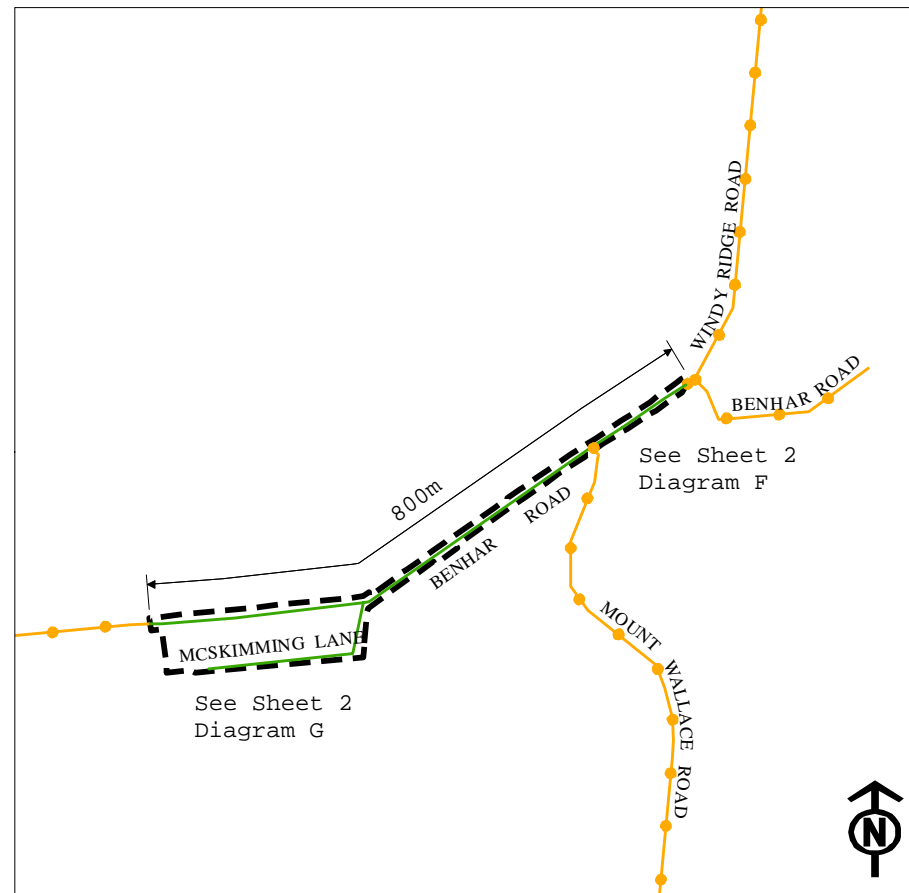 WINDY RIDGE ROAD
BENHAR ROAD
See Sheet 2
Diagram F
800m
BENHAR ROAD
MOUNT WALLACE ROAD
MCSKIMMING LANE
See Sheet 2
Diagram G
N